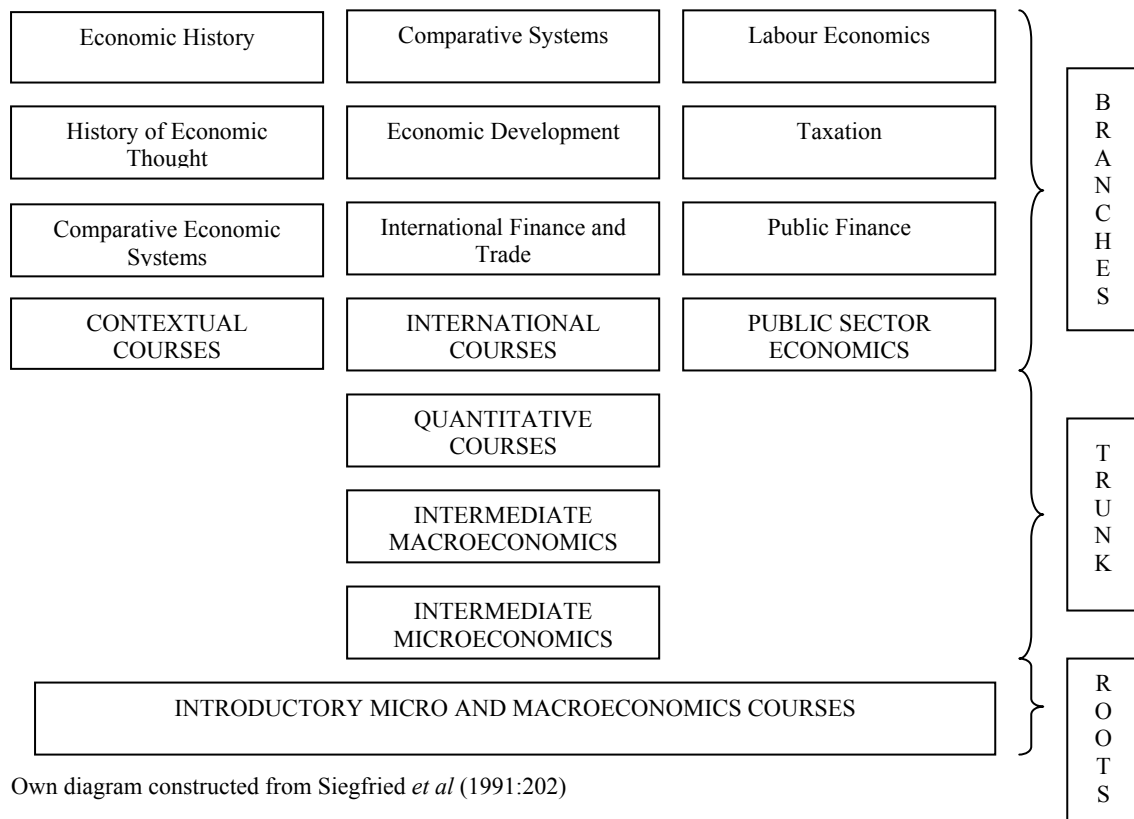 Economic History
Comparative Systems
Labour Economics
History of Economic
Thought
Economic Development
Taxation
Comparative Economic
Systems
International Finance and
Trade
Public Finance
CONTEXTUAL
COURSES
INTERNATIONAL
COURSES
PUBLIC SECTOR
ECONOMICS
B
R
A
N
C
H
E
S
QUANTITATIVE
COURSES
INTERMEDIATE
MACROECONOMICS
INTERMEDIATE
MICROECONOMICS
T
R
U
N
K
INTRODUCTORY MICRO AND MACROECONOMICS COURSES
R
O
O
T
S
Own diagram constructed from Siegfried et al (1991:202)